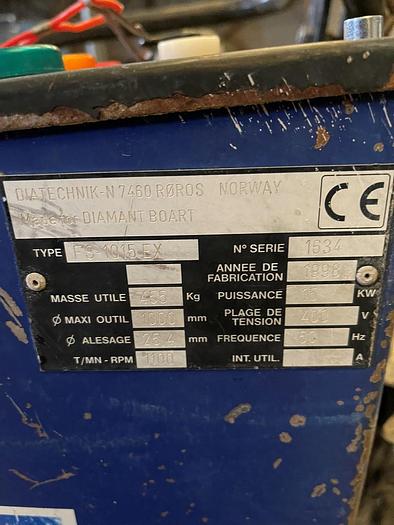 DIATECHNIK-N 7460 RØROS NORWAY
Made for DIAMANT BOART
CE
TYPE FS 1015 EX N° SERIE 1634
ANNEE DE FABRICATION
MASSE UTILE Kg PUISSANCE KW
Ø MAXI OUTIL 1000 mm PLAGE DE TENSION 400 V
Ø ALESAGE 25.4 mm FREQUENCE 50 Hz
T/MN - RPM 1100 INT. UTIL. A